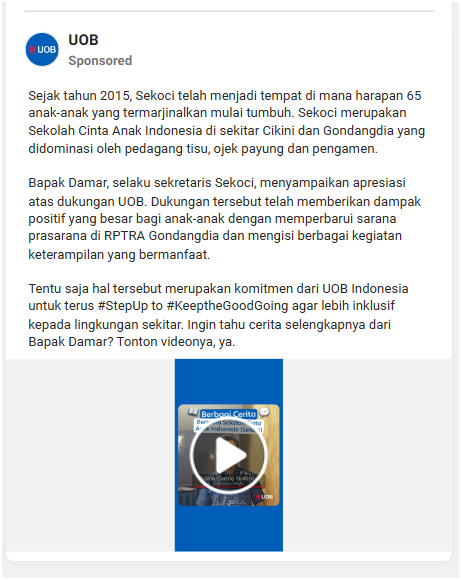 UOB
UOB
Sponsored
Sejak tahun 2015, Sekoci telah menjadi tempat di mana harapan 65
anak-anak yang termarjinalkan mulai tumbuh. Sekoci merupakan
Sekolah Cinta Anak Indonesia di sekitar Cikini dan Gondangdia yang
didominasi oleh pedagang tisu, ojek payung dan pengamen.
Bapak Damar, selaku sekretaris Sekoci, menyampaikan apresiasi
atas dukungan UOB. Dukungan tersebut telah memberikan dampak
positif yang besar bagi anak-anak dengan memperbarui sarana
prasarana di RPTRA Gondangdia dan mengisi berbagai kegiatan
keterampilan yang bermanfaat.
Tentu saja hal tersebut merupakan komitmen dari UOB Indonesia
untuk terus #StepUp to #KeeptheGoodGoing agar lebih inklusif
kepada lingkungan sekitar. Ingin tahu cerita selengkapnya dari
Bapak Damar? Tonton videonya, ya.
Berbagi Cerita
Bersama Sekolah Cinta
Anak Indonesia (Sekoci)
UOB